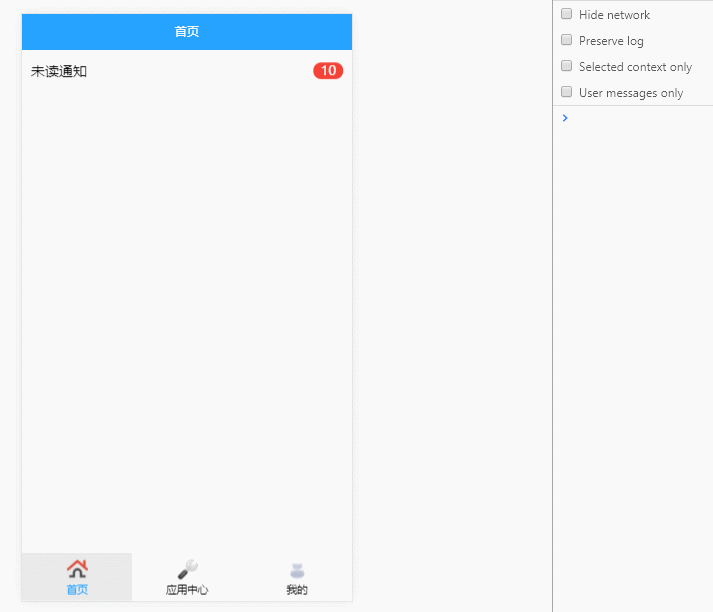 首页
未读通知 10
首页 应用中心 我的
Hide network
Preserve log
Selected context only
User messages only